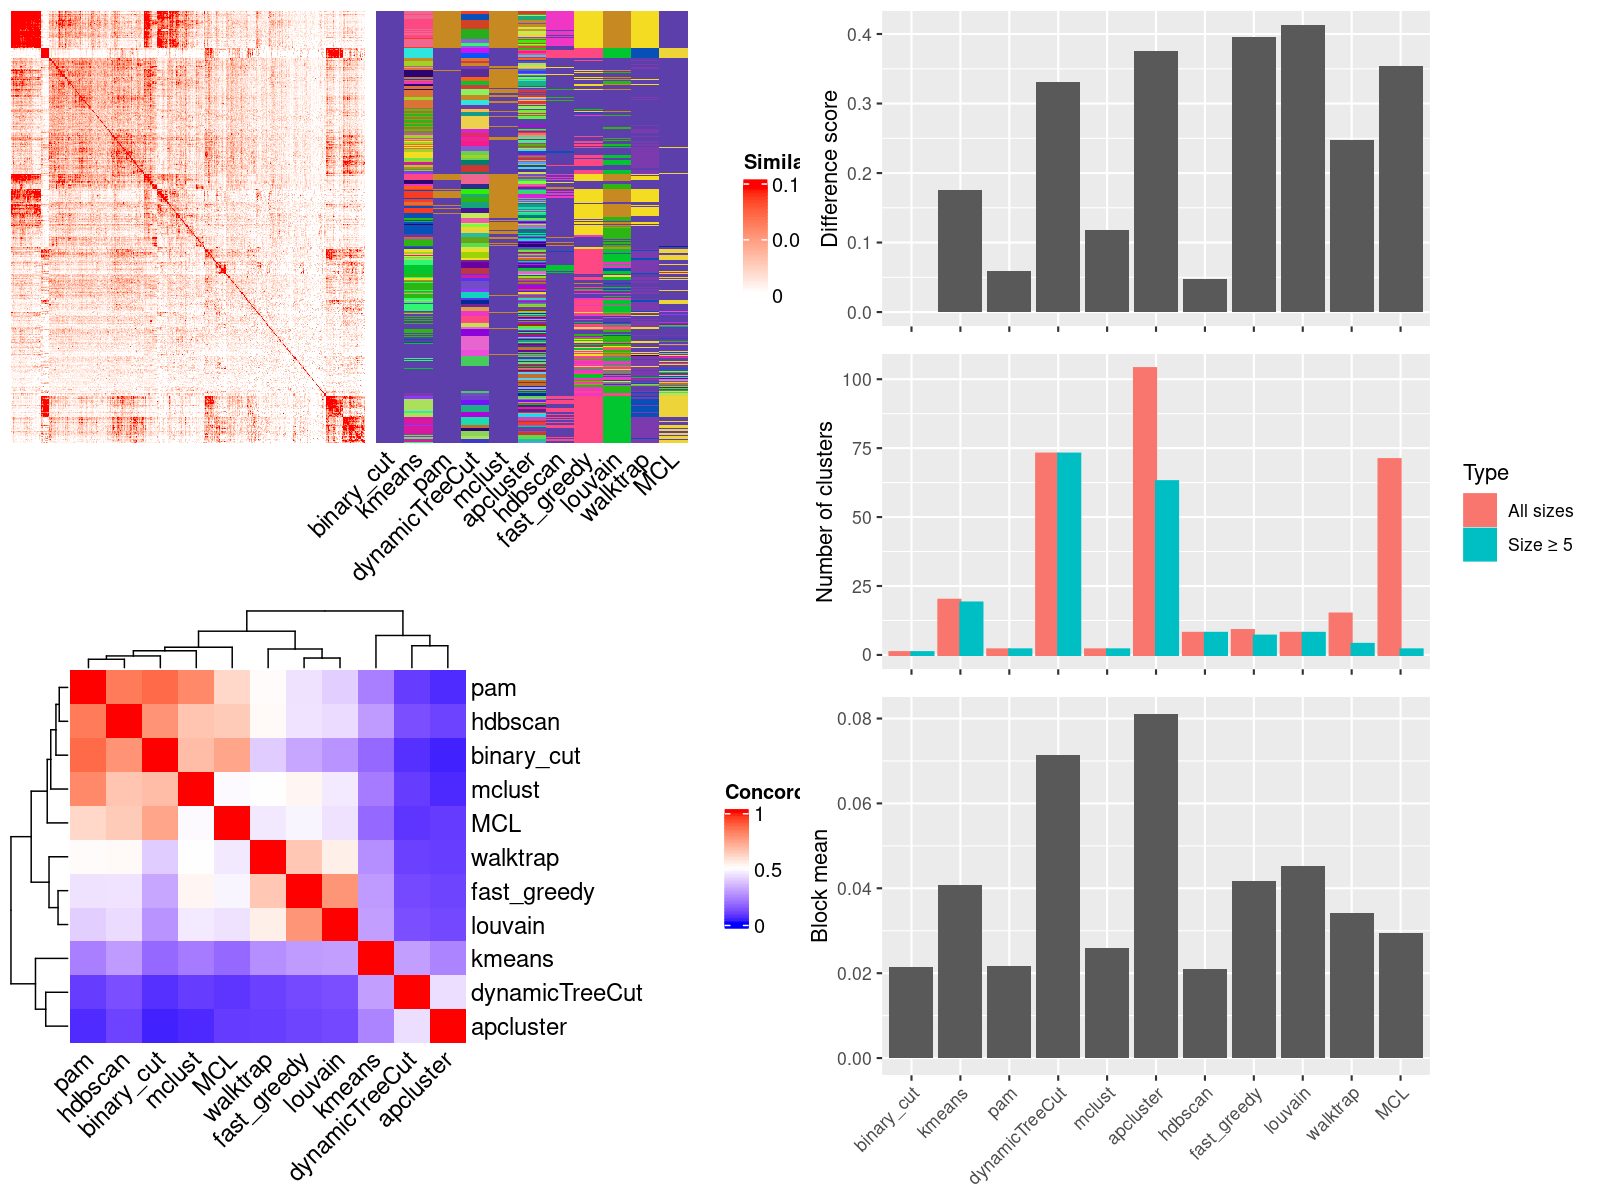 Simila
0.1
0.0
0
binary_cut
kmeans
pam
dynamicTreeCut
mclust
apcluster
hdbscan
fast_greedy
louvain
walktrap
MCL
pam
hdbscan
binary_cut
mclust
MCL
walktrap
fast_greedy
louvain
kmeans
dynamicTreeCut
apcluster
pam
hdbscan
binary_cut
mclust
MCL
walktrap
fast_greedy
louvain
kmeans
dynamicTreeCut
apcluster
Concor
1
0.5
0
Difference score
0.4
0.3
0.2
0.1
0.0
Number of clusters
100
75
50
25
0
Type
All sizes
Size ≥ 5
Block mean
0.08
0.06
0.04
0.02
0.00
binary_cut
kmeans
pam
dynamicTreeCut
mclust
apcluster
hdbscan
fast_greedy
louvain
walktrap
MCL